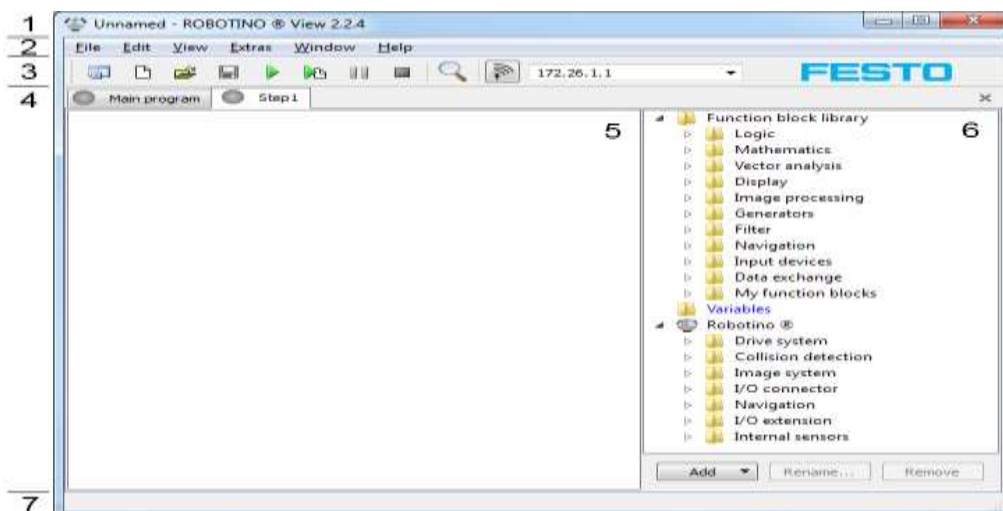 1
Unnamed - ROBOTINO ® View 2.2.4
2
File Edit View Extras Window Help
3
172.26.1.1
FESTO
4
Main program Step1
5
6
Function block library
Logic
Mathematics
Vector analysis
Display
Image processing
Generators
Filter
Navigation
Input devices
Data exchange
My function blocks
Variables
Robotino ®
Drive system
Collision detection
Image system
I/O connector
Navigation
I/O extension
Internal sensors
Add Rename... Remove
7